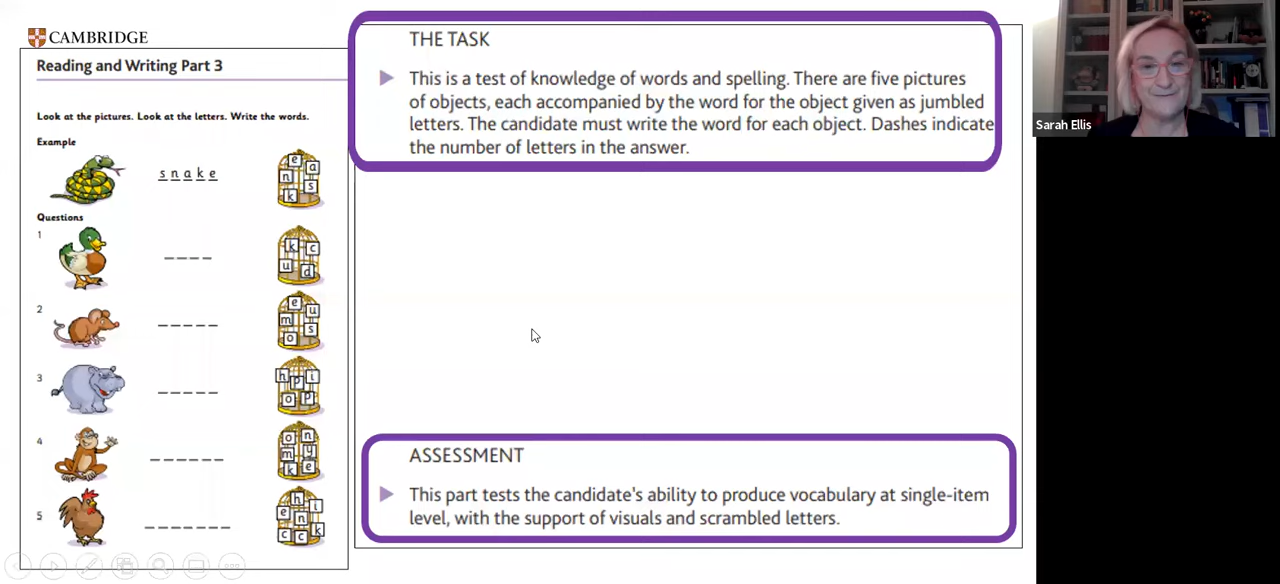 CAMBRIDGE
Reading and Writing Part 3
Look at the pictures. Look at the letters. Write the words.
Example
s n a k e
e
a
n
s
k
Questions
1
k
c
u
d
2
e
u
m
s
o
3
h
p
i
o
p
4
o
n
m
y
k
e
5
h
i
e
n
k
c
c
THE TASK
This is a test of knowledge of words and spelling. There are five pictures
of objects, each accompanied by the word for the object given as jumbled
letters. The candidate must write the word for each object. Dashes indicate
the number of letters in the answer.
ASSESSMENT
This part tests the candidate's ability to produce vocabulary at single-item
level, with the support of visuals and scrambled letters.
Sarah Ellis